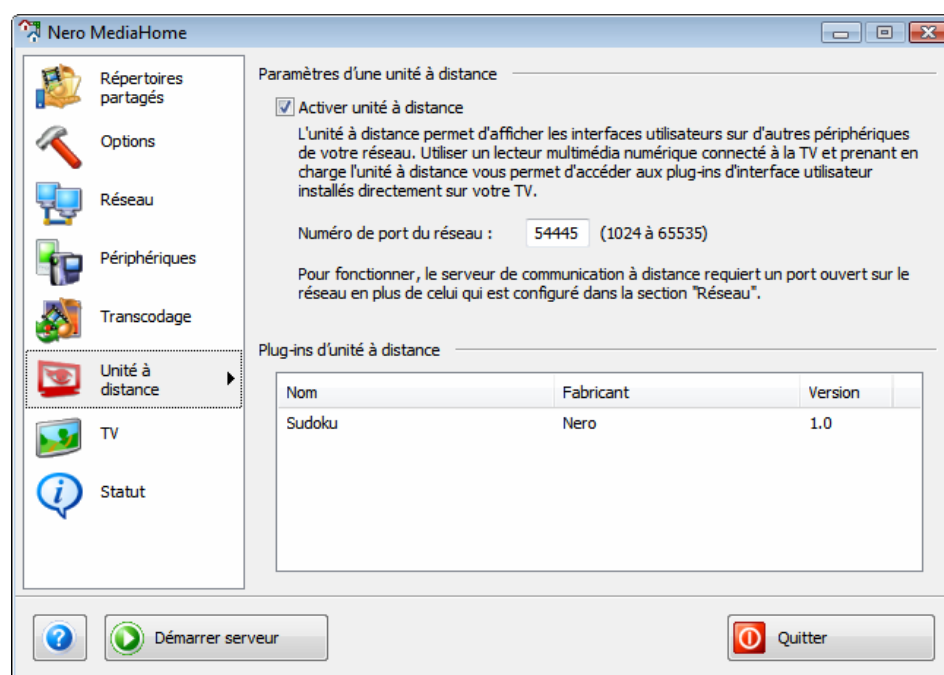 Nero MediaHome
Répertoires
partagés
Options
Réseau
Périphériques
Transcodage
Unité à
distance
TV
Statut
Paramètres d'une unité à distance
Activer unité à distance
L'unité à distance permet d'afficher les interfaces utilisateurs sur d'autres périphériques
de votre réseau. Utiliser un lecteur multimédia numérique connecté à la TV et prenant en
charge l'unité à distance vous permet d'accéder aux plug-ins d'interface utilisateur
installés directement sur votre TV.
Numéro de port du réseau : 54445 (1024 à 65535)
Pour fonctionner, le serveur de communication à distance requiert un port ouvert sur le
réseau en plus de celui qui est configuré dans la section "Réseau".
Plug-ins d'unité à distance
Nom Fabricant Version
Sudoku Nero 1.0
Démarrer serveur
Quitter